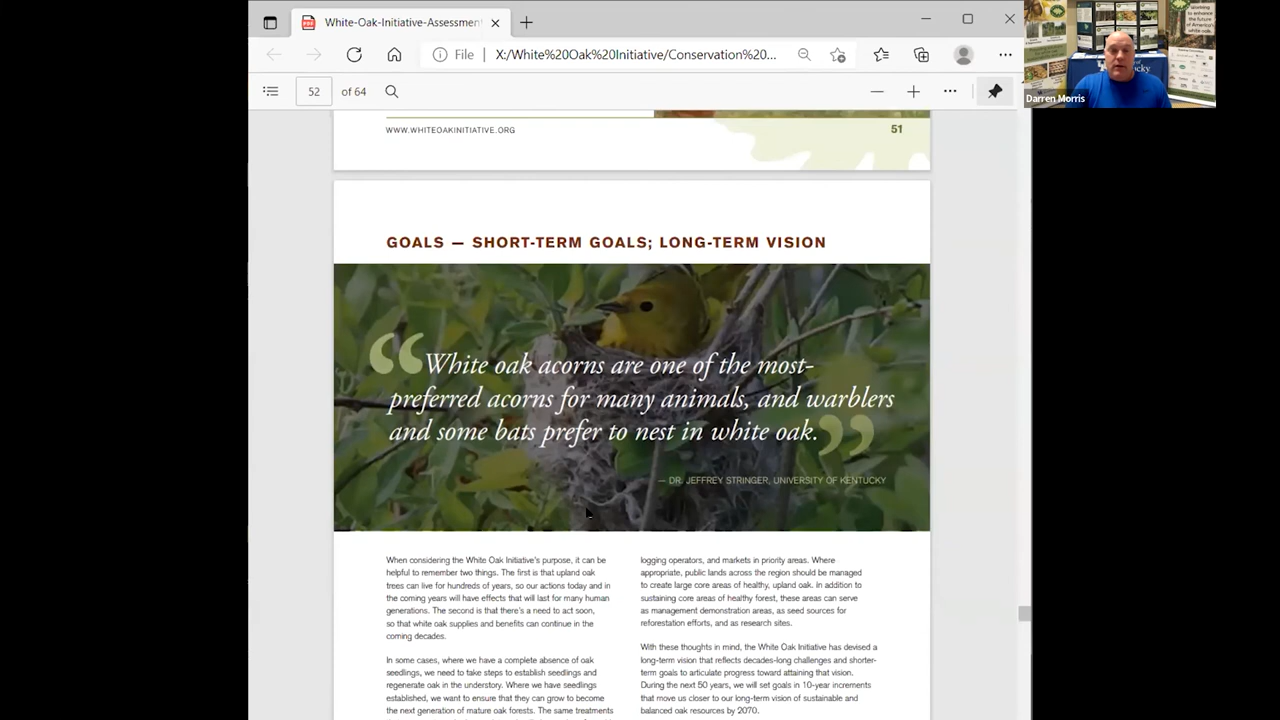 White-Oak-Initiative-Assessment
File
X:/White%20Oak%20Initiative/Conservation%20...
52
of 64
Darren Morris
WWW.WHITEOAKINITIATIVE.ORG
51
GOALS — SHORT-TERM GOALS; LONG-TERM VISION
“White oak acorns are one of the most-
preferred acorns for many animals, and warblers
and some bats prefer to nest in white oak.”
— DR. JEFFREY STRINGER, UNIVERSITY OF KENTUCKY
When considering the White Oak Initiative's purpose, it can be
helpful to remember two things. The first is that upland oak
trees can live for hundreds of years, so our actions today and in
the coming years will have effects that will last for many human
generations. The second is that there's a need to act soon,
so that white oak supplies and benefits can continue in the
coming decades.
In some cases, where we have a complete absence of oak
seedlings, we need to take steps to establish seedlings and
regenerate oak in the understory. Where we have seedlings
established, we want to ensure that they can grow to become
the next generation of mature oak forests. The same treatments
logging operators, and markets in priority areas. Where
appropriate, public lands across the region should be managed
to create large core areas of healthy, upland oak. In addition to
sustaining core areas of healthy forest, these areas can serve
as management demonstration areas, as seed sources for
reforestation efforts, and as research sites.
With these thoughts in mind, the White Oak Initiative has devised a
long-term vision that reflects decades-long challenges and shorter-
term goals to articulate progress toward attaining that vision.
During the next 50 years, we will set goals in 10-year increments
that move us closer to our long-term vision of sustainable and
balanced oak resources by 2070.